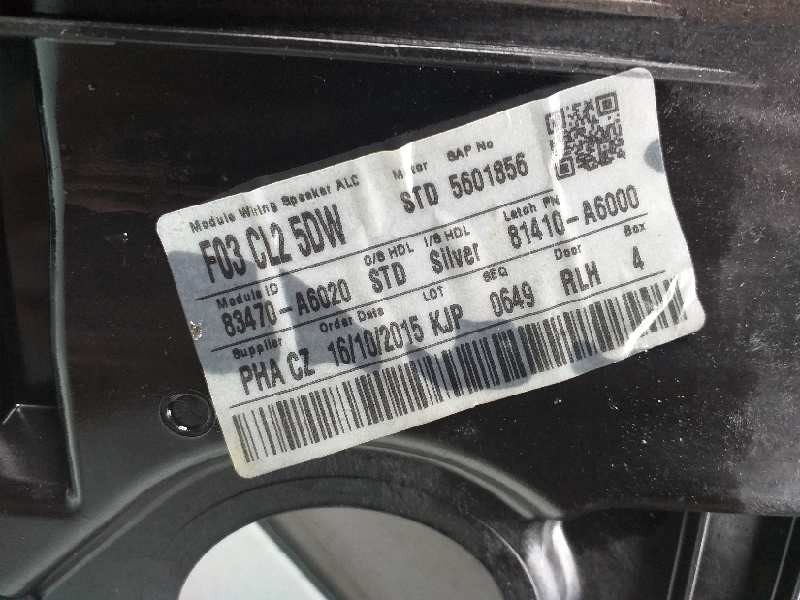 Module Wiring Speaker ALC Motor SAP No
F03 CL2 5DW STD 5601856
Module ID O/S HDL I/S HDL Latch PN
83470-A6020 STD Silver 81410-A6000
Supplier Order Date LOT SEQ Door Box
PHA CZ 16/10/2015 KJP 0649 RLH 4